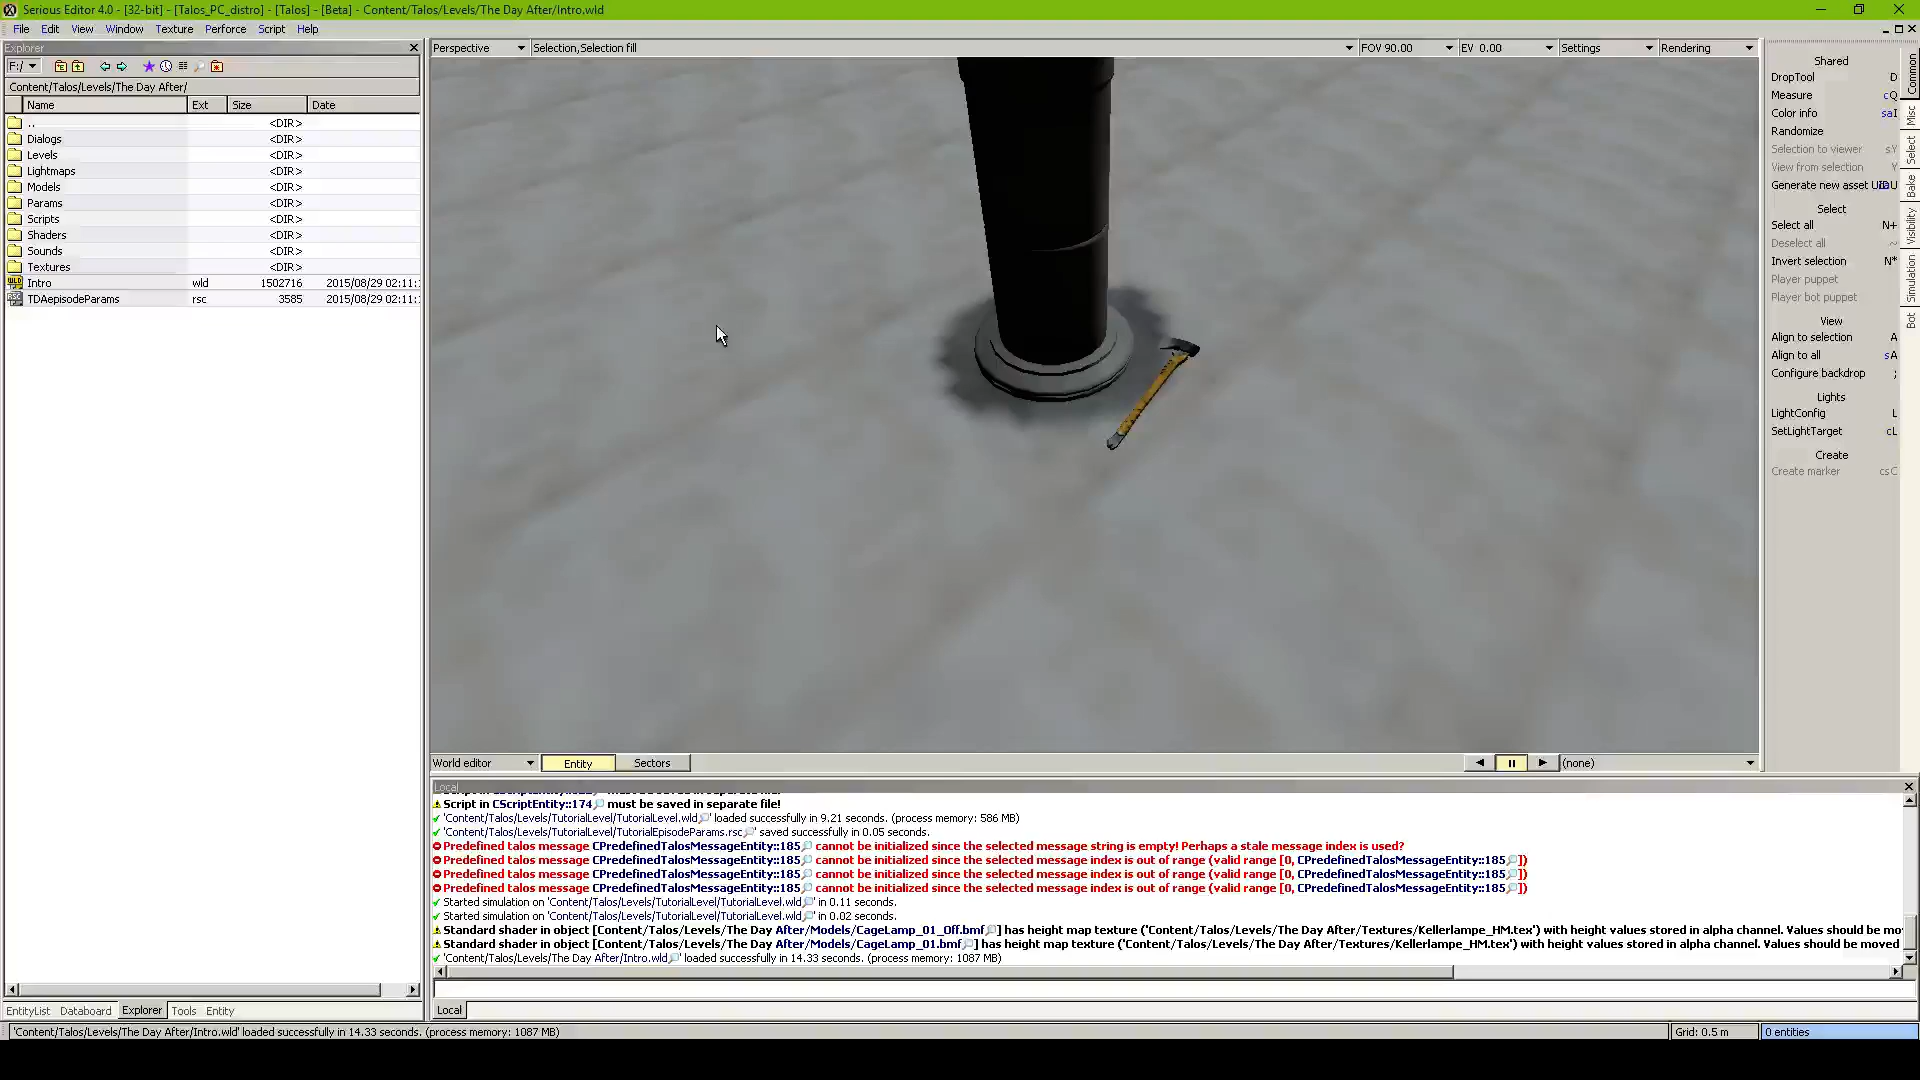 Serious Editor 4.0 - [32-bit] - [Talos_PC_distro] - [Talos] - [Beta] - Content/Talos/Levels/The Day After/Intro.wld
File Edit View Window Texture Perforce Script Help
Explorer
F:/
Content/Talos/Levels/The Day After/
Name Ext Size Date
.. <DIR>
Dialogs <DIR>
Levels <DIR>
Lightmaps <DIR>
Models <DIR>
Params <DIR>
Scripts <DIR>
Shaders <DIR>
Sounds <DIR>
Textures <DIR>
Intro wld 1502716 2015/08/29 02:11:
TDAepisodeParams rsc 3585 2015/08/29 02:11:
EntityList Databoard Explorer Tools Entity
Perspective Selection,Selection fill FOV 90.00 EV 0.00 Settings Rendering
World editor Entity Sectors (none)
Shared
DropTool D
Measure cQ
Color info saI
Randomize
Selection to viewer sY
View from selection Y
Generate new asset
Select
Select all N+
Deselect all ~
Invert selection N*
Player puppet
Player bot puppet
View
Align to selection A
Align to all sA
Configure backdrop ;
Lights
LightConfig L
SetLightTarget cL
Create
Create marker csC
Common
Misc
Select
Bake
Visibility
Simulation
Bot
Local
Script in CScriptEntity::174 must be saved in separate file!
'Content/Talos/Levels/TutorialLevel/TutorialLevel.wld' loaded successfully in 9.21 seconds. (process memory: 586 MB)
'Content/Talos/Levels/TutorialLevel/TutorialEpisodeParams.rsc' saved successfully in 0.05 seconds.
Predefined talos message CPredefinedTalosMessageEntity::185 cannot be initialized since the selected message string is empty! Perhaps a stale message index is used?
Predefined talos message CPredefinedTalosMessageEntity::185 cannot be initialized since the selected message index is out of range (valid range [0, CPredefinedTalosMessageEntity::185])
Predefined talos message CPredefinedTalosMessageEntity::185 cannot be initialized since the selected message index is out of range (valid range [0, CPredefinedTalosMessageEntity::185])
Predefined talos message CPredefinedTalosMessageEntity::185 cannot be initialized since the selected message index is out of range (valid range [0, CPredefinedTalosMessageEntity::185])
Started simulation on 'Content/Talos/Levels/TutorialLevel/TutorialLevel.wld' in 0.11 seconds.
Started simulation on 'Content/Talos/Levels/TutorialLevel/TutorialLevel.wld' in 0.02 seconds.
Standard shader in object [Content/Talos/Levels/The Day After/Models/CageLamp_01_Off.bmf] has height map texture ('Content/Talos/Levels/The Day After/Textures/Kellerlampe_HM.tex') with height values stored in alpha channel. Values should be mo
Standard shader in object [Content/Talos/Levels/The Day After/Models/CageLamp_01.bmf] has height map texture ('Content/Talos/Levels/The Day After/Textures/Kellerlampe_HM.tex') with height values stored in alpha channel. Values should be moved
'Content/Talos/Levels/The Day After/Intro.wld' loaded successfully in 14.33 seconds. (process memory: 1087 MB)
Local
'Content/Talos/Levels/The Day After/Intro.wld' loaded successfully in 14.33 seconds. (process memory: 1087 MB) Grid: 0.5 m 0 entities